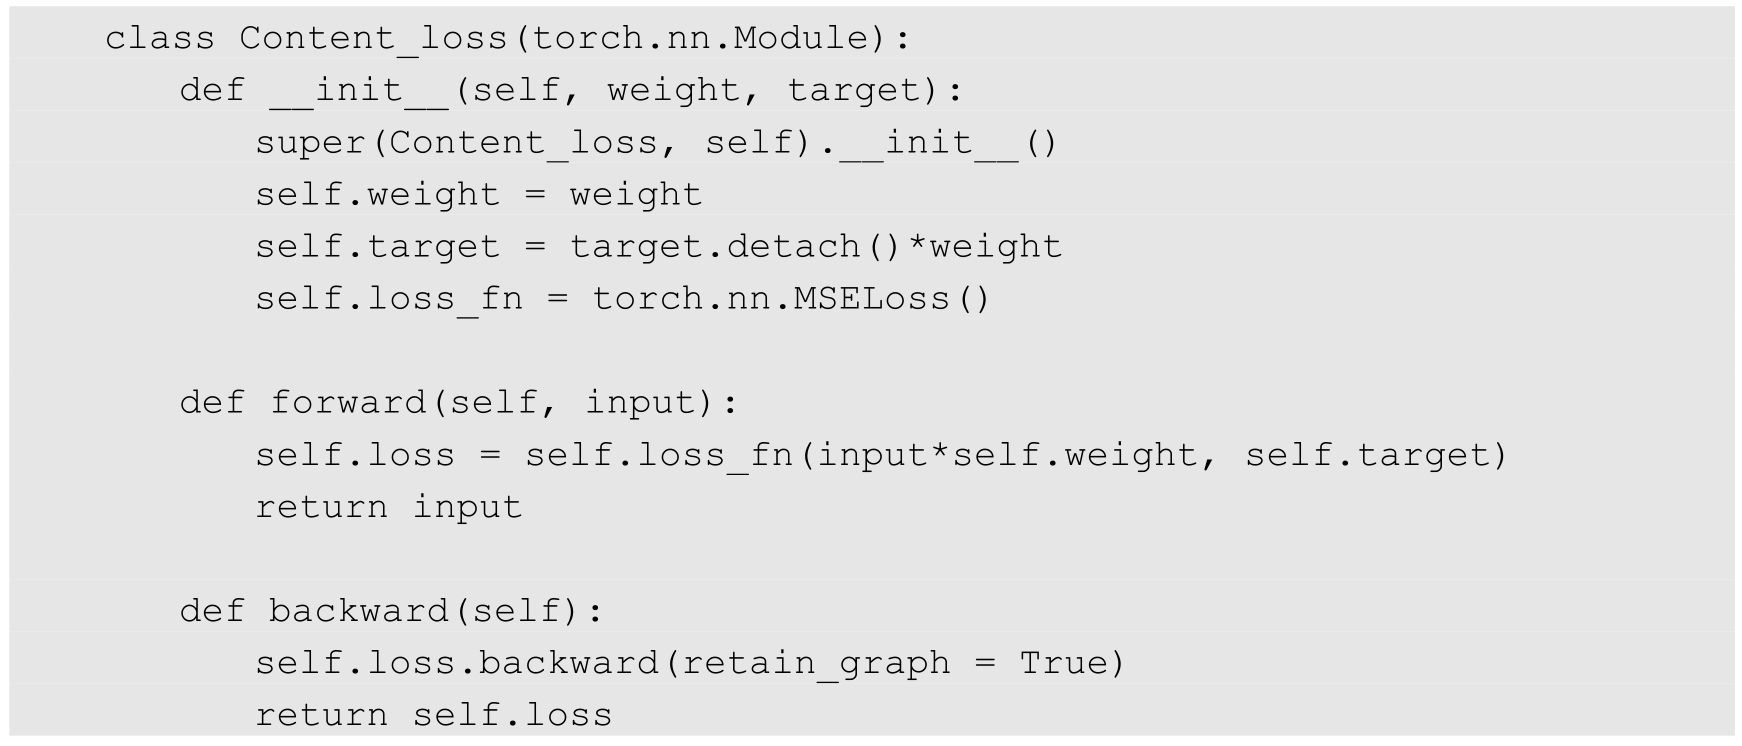 class Content_loss(torch.nn.Module):
def __init__(self, weight, target):
super(Content_loss, self).__init__()
self.weight = weight
self.target = target.detach()*weight
self.loss_fn = torch.nn.MSELoss()
def forward(self, input):
self.loss = self.loss_fn(input*self.weight, self.target)
return input
def backward(self):
self.loss.backward(retain_graph = True)
return self.loss